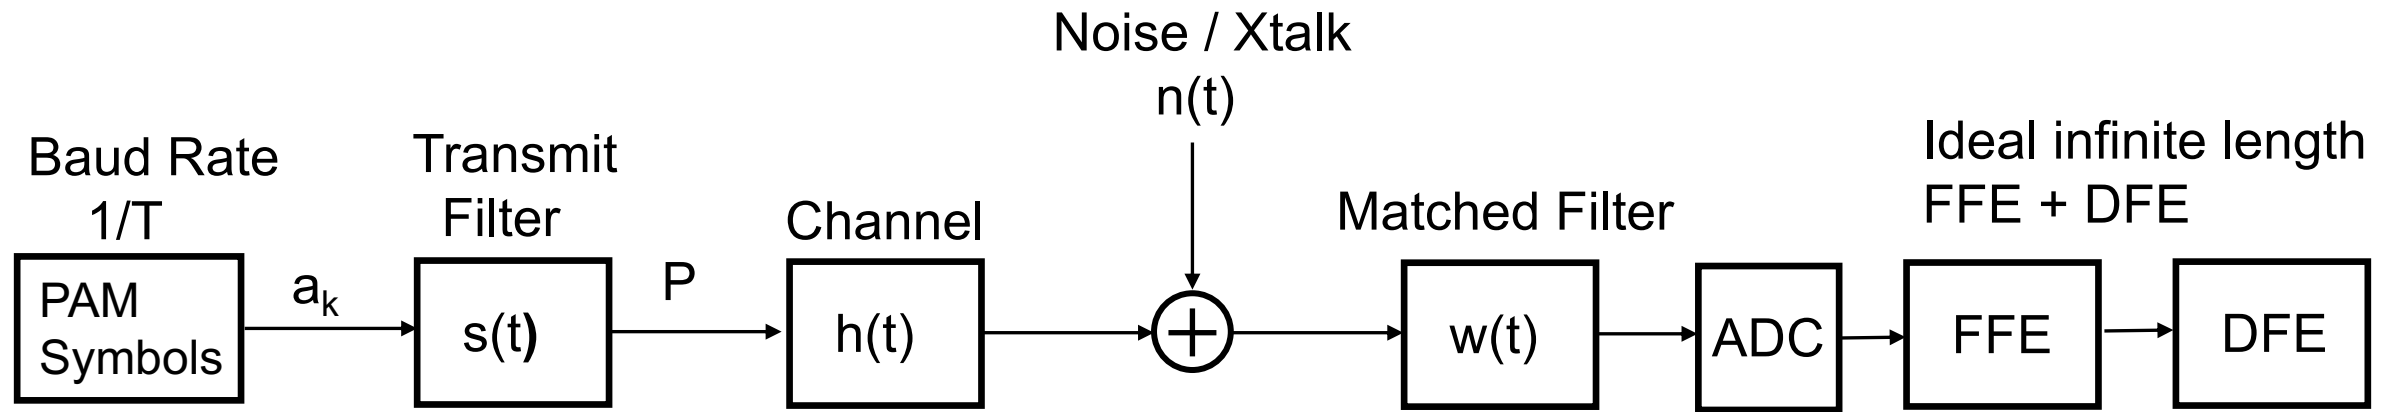 Noise / Xtalk
n(t)
Baud Rate
1/T
Transmit
Filter
Channel
Matched Filter
Ideal infinite length
FFE + DFE
PAM
Symbols
aₖ
s(t)
P
h(t)
w(t)
ADC
FFE
DFE